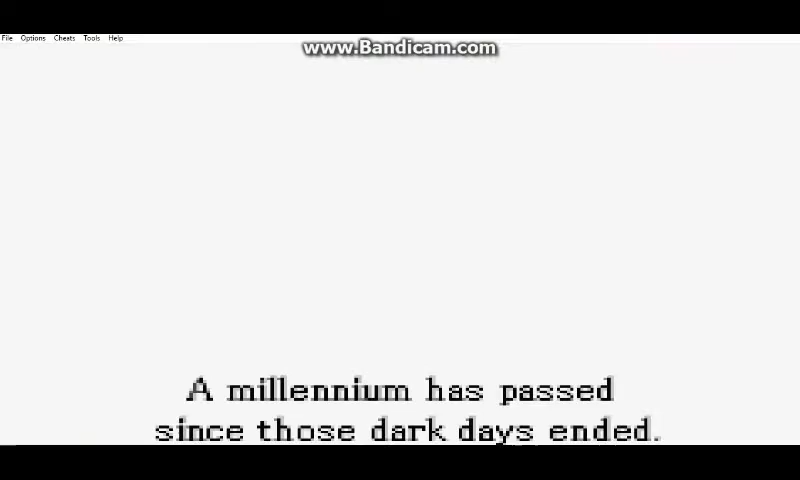 www.Bandicam.com
File Options Cheats Tools Help
A millennium has passed
since those dark days ended.